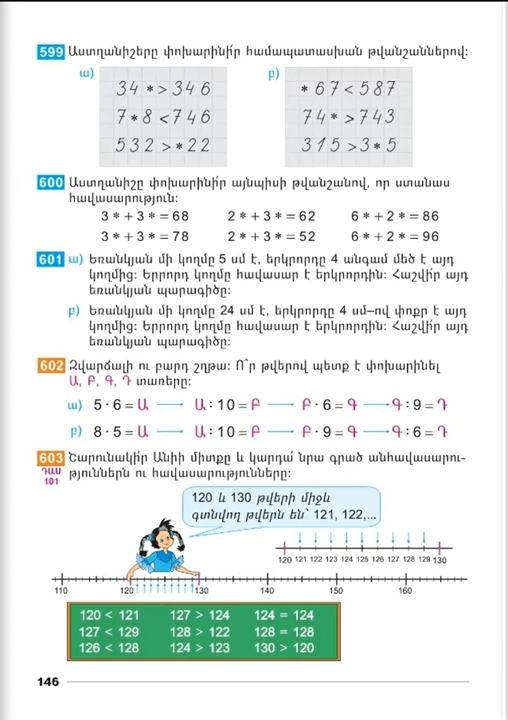 599 Աստղանիշերը փոխարինի՛ր համապատասխան թվանշաններով:
ա)
34 * > 346
7 * 8 < 746
532 > * 22
բ)
* 67 < 587
74 * > 743
315 > 3 * 5
600 Աստղանիշը փոխարինի՛ր այնպիսի թվանշանով, որ ստանաս
հավասարություն:
3 * + 3 * = 68 2 * + 3 * = 62 6 * + 2 * = 86
3 * + 3 * = 78 2 * + 3 * = 52 6 * + 2 * = 96
601 ա) Եռանկյան մի կողմը 5 սմ է, երկրորդը 4 անգամ մեծ է այդ
կողմից: Երրորդ կողմը հավասար է երկրորդին: Հաշվի՛ր այդ
եռանկյան պարագիծը:
բ) Եռանկյան մի կողմը 24 սմ է, երկրորդը 4 սմ–ով փոքր է այդ
կողմից: Երրորդ կողմը հավասար է երկրորդին: Հաշվի՛ր այդ
եռանկյան պարագիծը:
602 Զվարճալի ու բարդ շղթա: Ո՞ր թվերով պետք է փոխարինել
Ա, Բ, Գ, Դ տառերը:
ա) 5 · 6 = Ա → Ա : 10 = Բ → Բ · 6 = Գ → Գ : 9 = Դ
բ) 8 · 5 = Ա → Ա : 10 = Բ → Բ · 9 = Գ → Գ : 6 = Դ
603 Շարունակի՛ր Անիի միտքը և կարդա՛ նրա գրած անհավասարու-
ԴԱՍ 101
թյուններն ու հավասարությունները:
120 և 130 թվերի միջև
գտնվող թվերն են՝ 121, 122,...
120 121 122 123 124 125 126 127 128 129 130
110 120 130 140 150 160
120 < 121 127 > 124 124 = 124
127 < 129 128 > 122 128 = 128
126 < 128 124 > 123 130 > 120
146